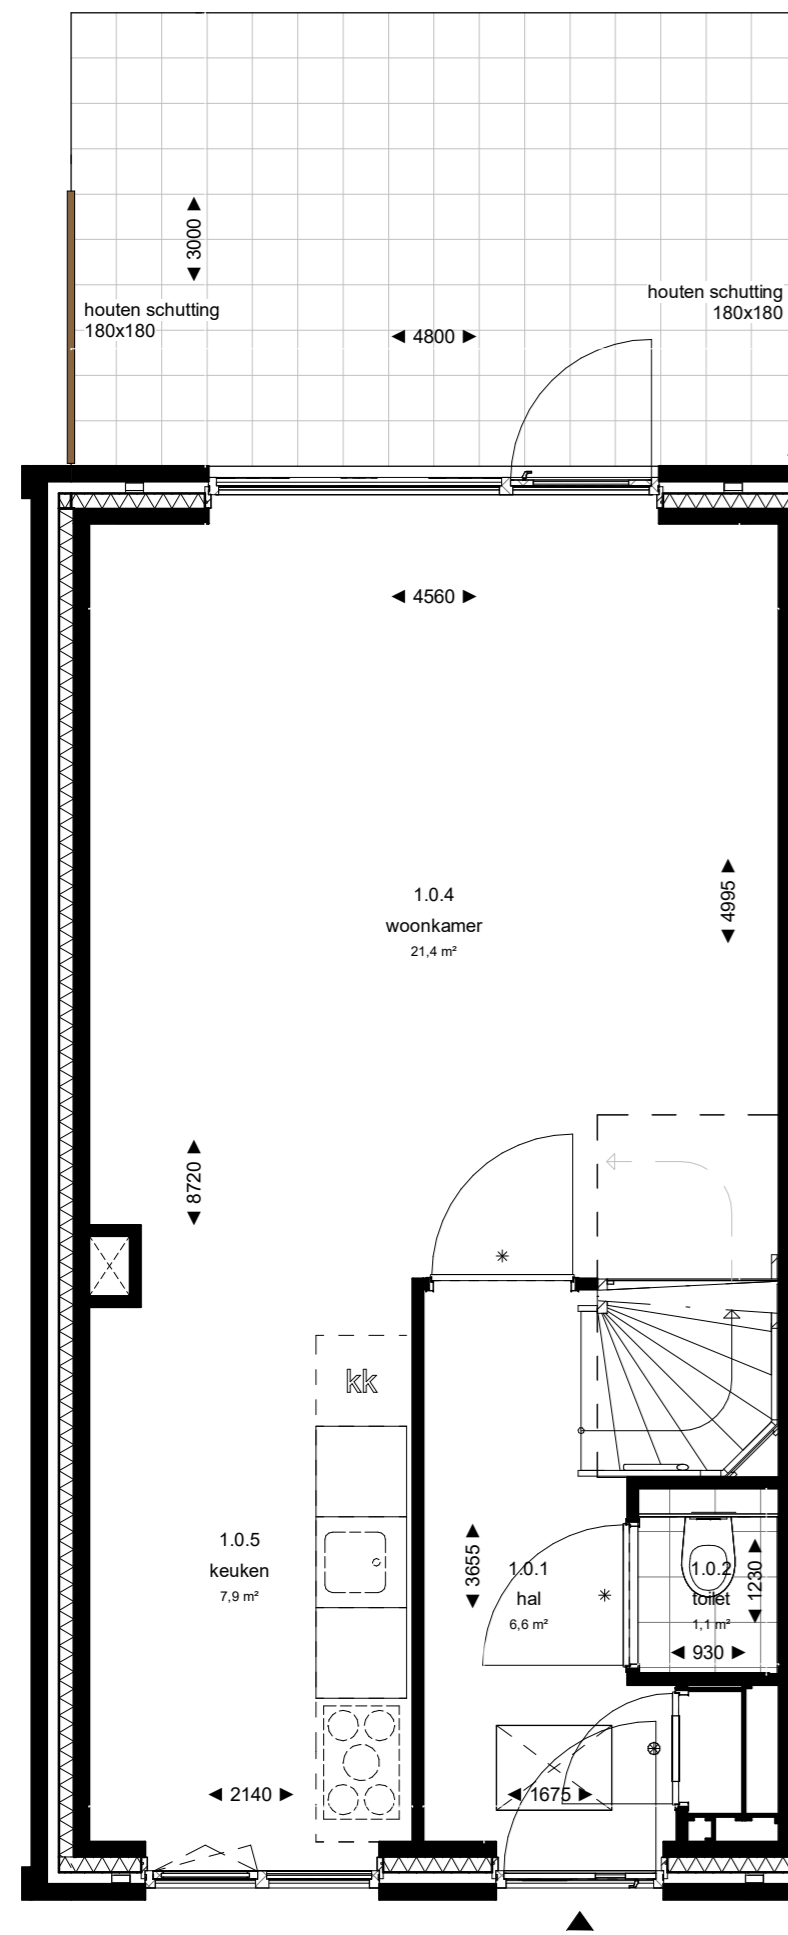 3000
houten schutting
180x180
houten schutting
180x180
4800
4560
1.0.4
woonkamer
21,4 m²
4995
8720
kk
1.0.5
keuken
7,9 m²
3655
1.0.1
hal
6,6 m²
1.0.2
toilet
1,1 m²
1230
930
2140
1675